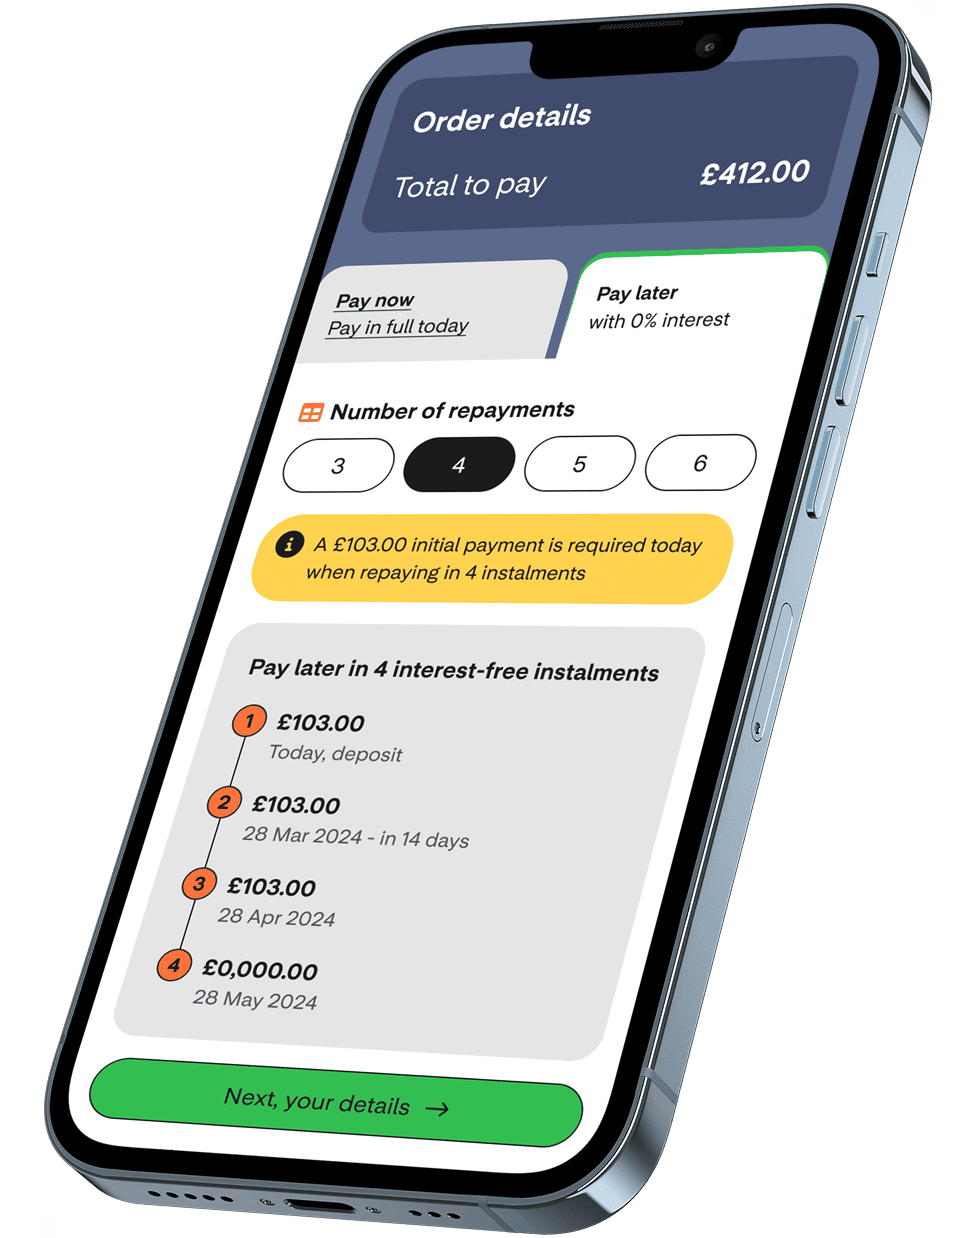 Order details
Total to pay £412.00
Pay now
Pay in full today
Pay later
with 0% interest
Number of repayments
3 4 5 6
A £103.00 initial payment is required today
when repaying in 4 instalments
Pay later in 4 interest-free instalments
1 £103.00
Today, deposit
2 £103.00
28 Mar 2024 - in 14 days
3 £103.00
28 Apr 2024
4 £0,000.00
28 May 2024
Next, your details →